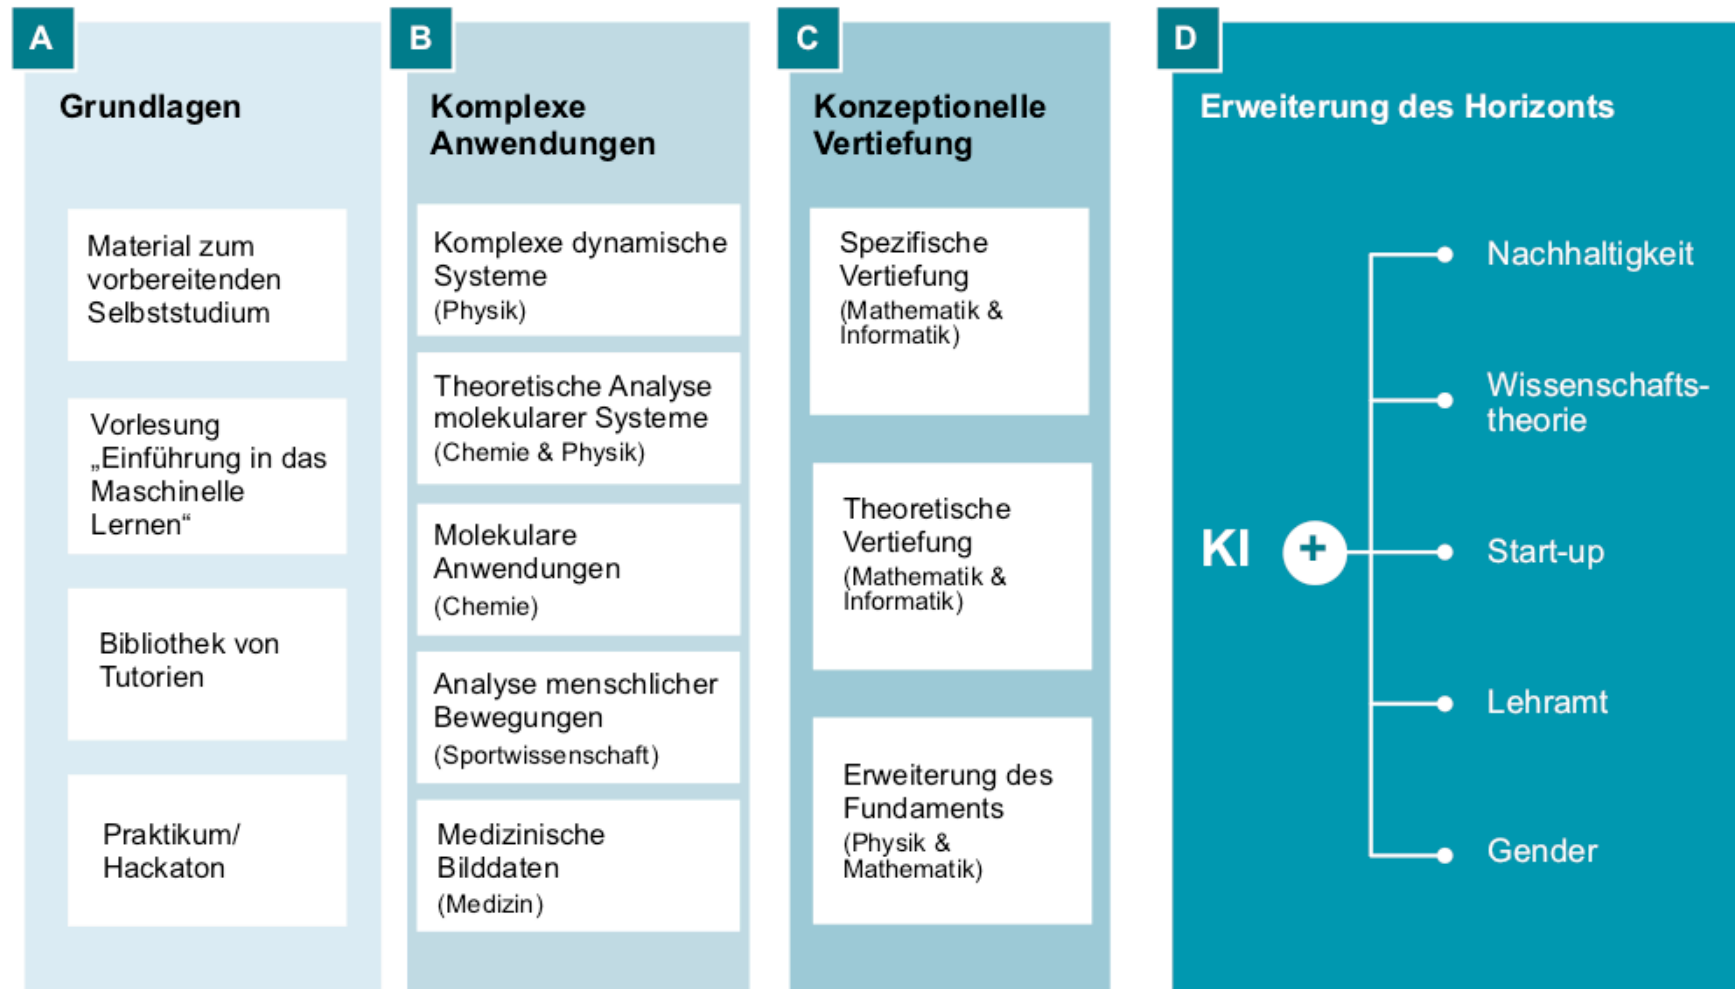 A
Grundlagen
Material zum
vorbereitenden
Selbststudium
Vorlesung
„Einführung in das
Maschinelle
Lernen“
Bibliothek von
Tutorien
Praktikum/
Hackaton
B
Komplexe
Anwendungen
Komplexe dynamische
Systeme
(Physik)
Theoretische Analyse
molekularer Systeme
(Chemie & Physik)
Molekulare
Anwendungen
(Chemie)
Analyse menschlicher
Bewegungen
(Sportwissenschaft)
Medizinische
Bilddaten
(Medizin)
C
Konzeptionelle
Vertiefung
Spezifische
Vertiefung
(Mathematik &
Informatik)
Theoretische
Vertiefung
(Mathematik &
Informatik)
Erweiterung des
Fundaments
(Physik &
Mathematik)
D
Erweiterung des Horizonts
KI +
Nachhaltigkeit
Wissenschafts-
theorie
Start-up
Lehramt
Gender